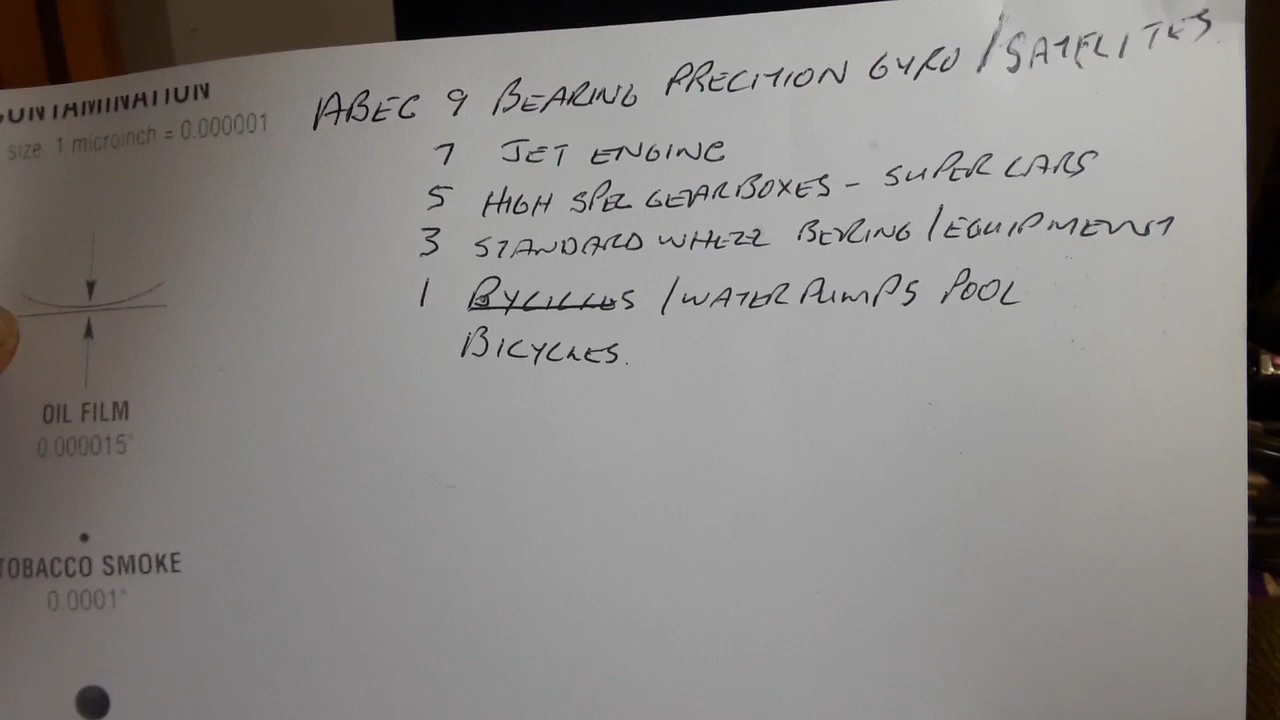 CONTAMINATION
size. 1 microinch = 0.000001
ABEC 9 BEARING PRECITION GYRO / SATELITES
7 JET ENGINE
5 HIGH SPEC GEARBOXES - SUPER CARS
3 STANDARD WHEEL BERING / EQUIPMENT
1 BYCICLES / WATER PUMPS POOL
BICYCLES.
OIL FILM
0.000015"
TOBACCO SMOKE
0.0001"